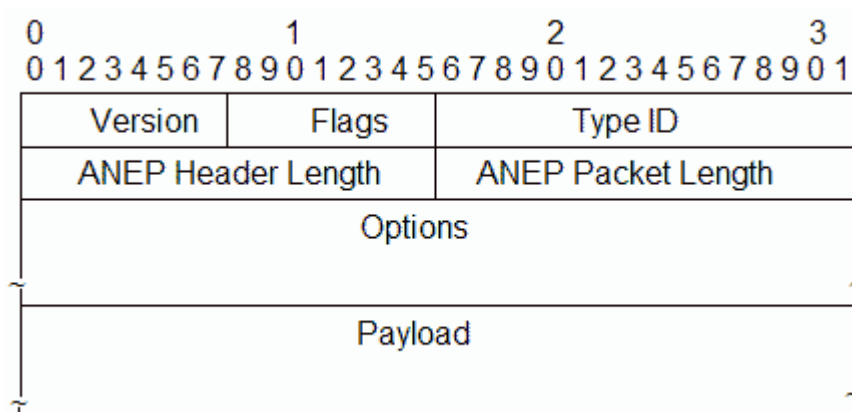 0 1 2 3
0 1 2 3 4 5 6 7 8 9 0 1 2 3 4 5 6 7 8 9 0 1 2 3 4 5 6 7 8 9 0 1
Version Flags Type ID
ANEP Header Length ANEP Packet Length
Options
~ ~
Payload
~ ~